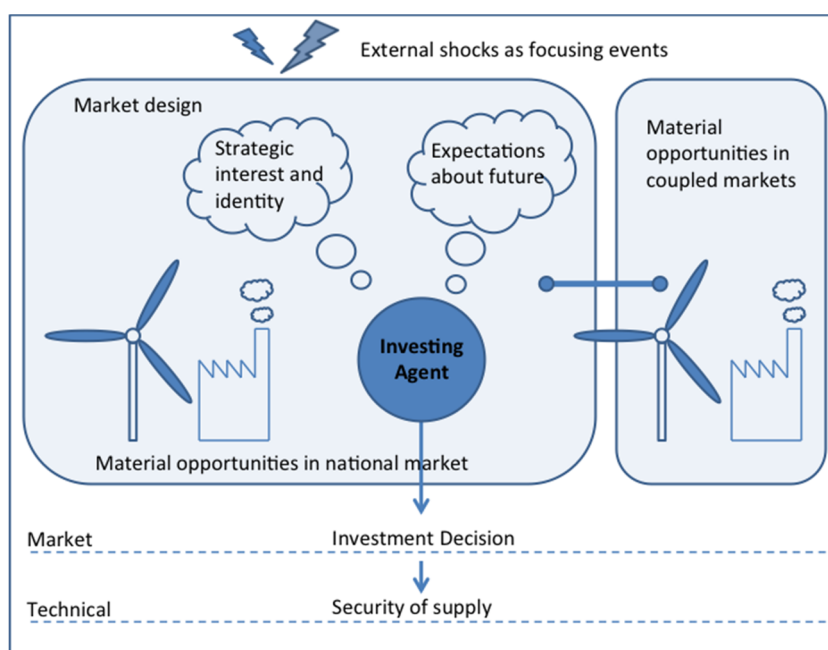 External shocks as focusing events
Market design
Strategic
interest and
identity
Expectations
about future
Material
opportunities in
coupled markets
Investing
Agent
Material opportunities in national market
Market
Investment Decision
Technical
Security of supply